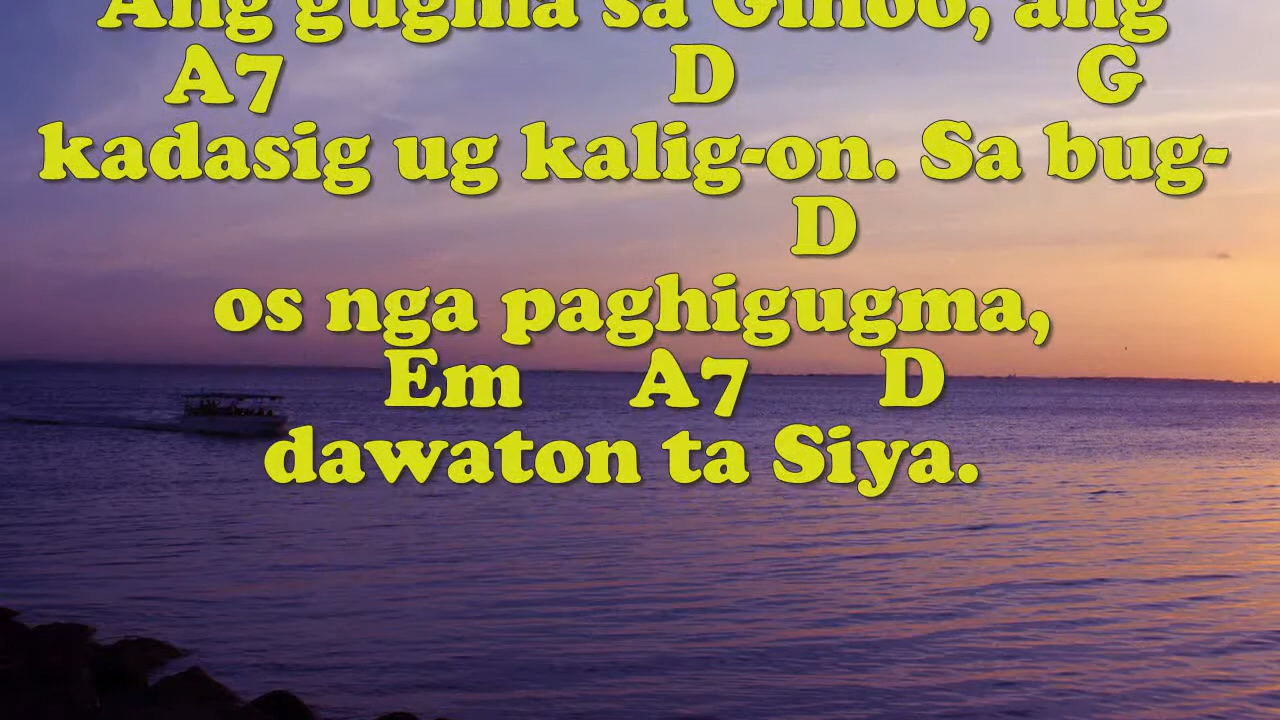 Ang gugma sa Ginoo, ang
A7 D G
kadasig ug kalig-on. Sa bug-
D
os nga paghigugma,
Em A7 D
dawaton ta Siya.